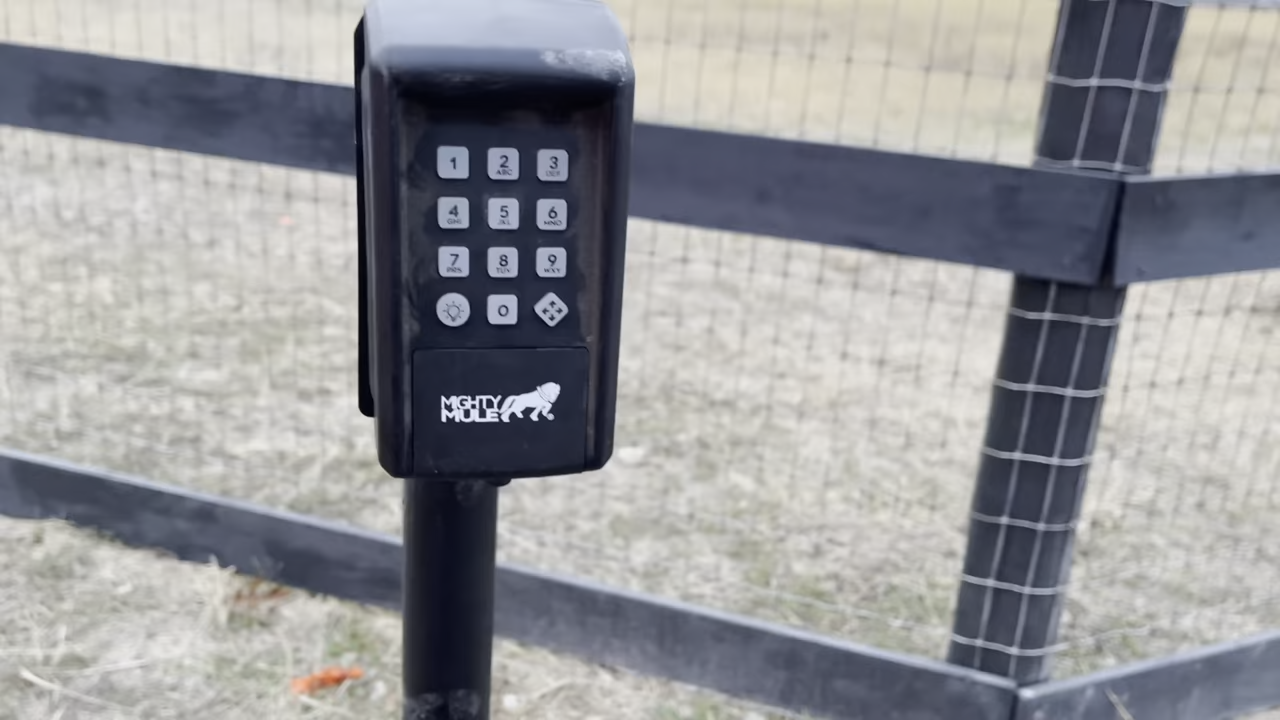 1 2 3
ABC DEF
4 5 6
GHI JKL MNO
7 8 9
PRS TUV WXY
0
MIGHTY
MULE